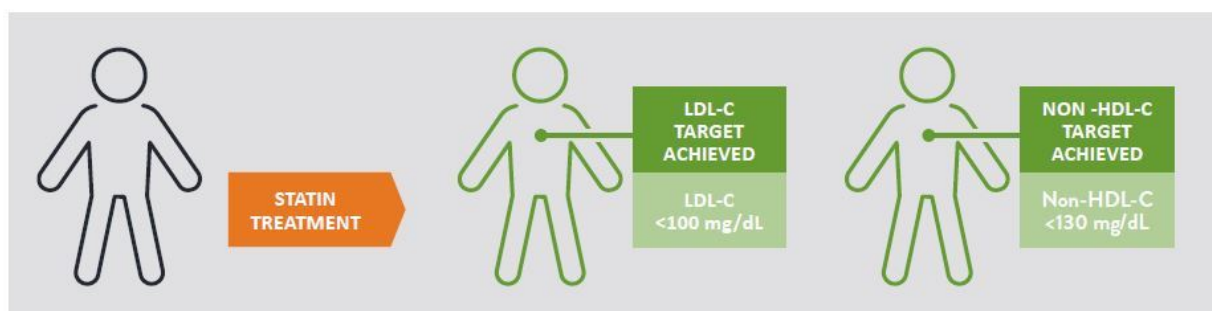 STATIN
TREATMENT
LDL-C
TARGET
ACHIEVED
LDL-C
<100 mg/dL
NON -HDL-C
TARGET
ACHIEVED
Non-HDL-C
<130 mg/dL